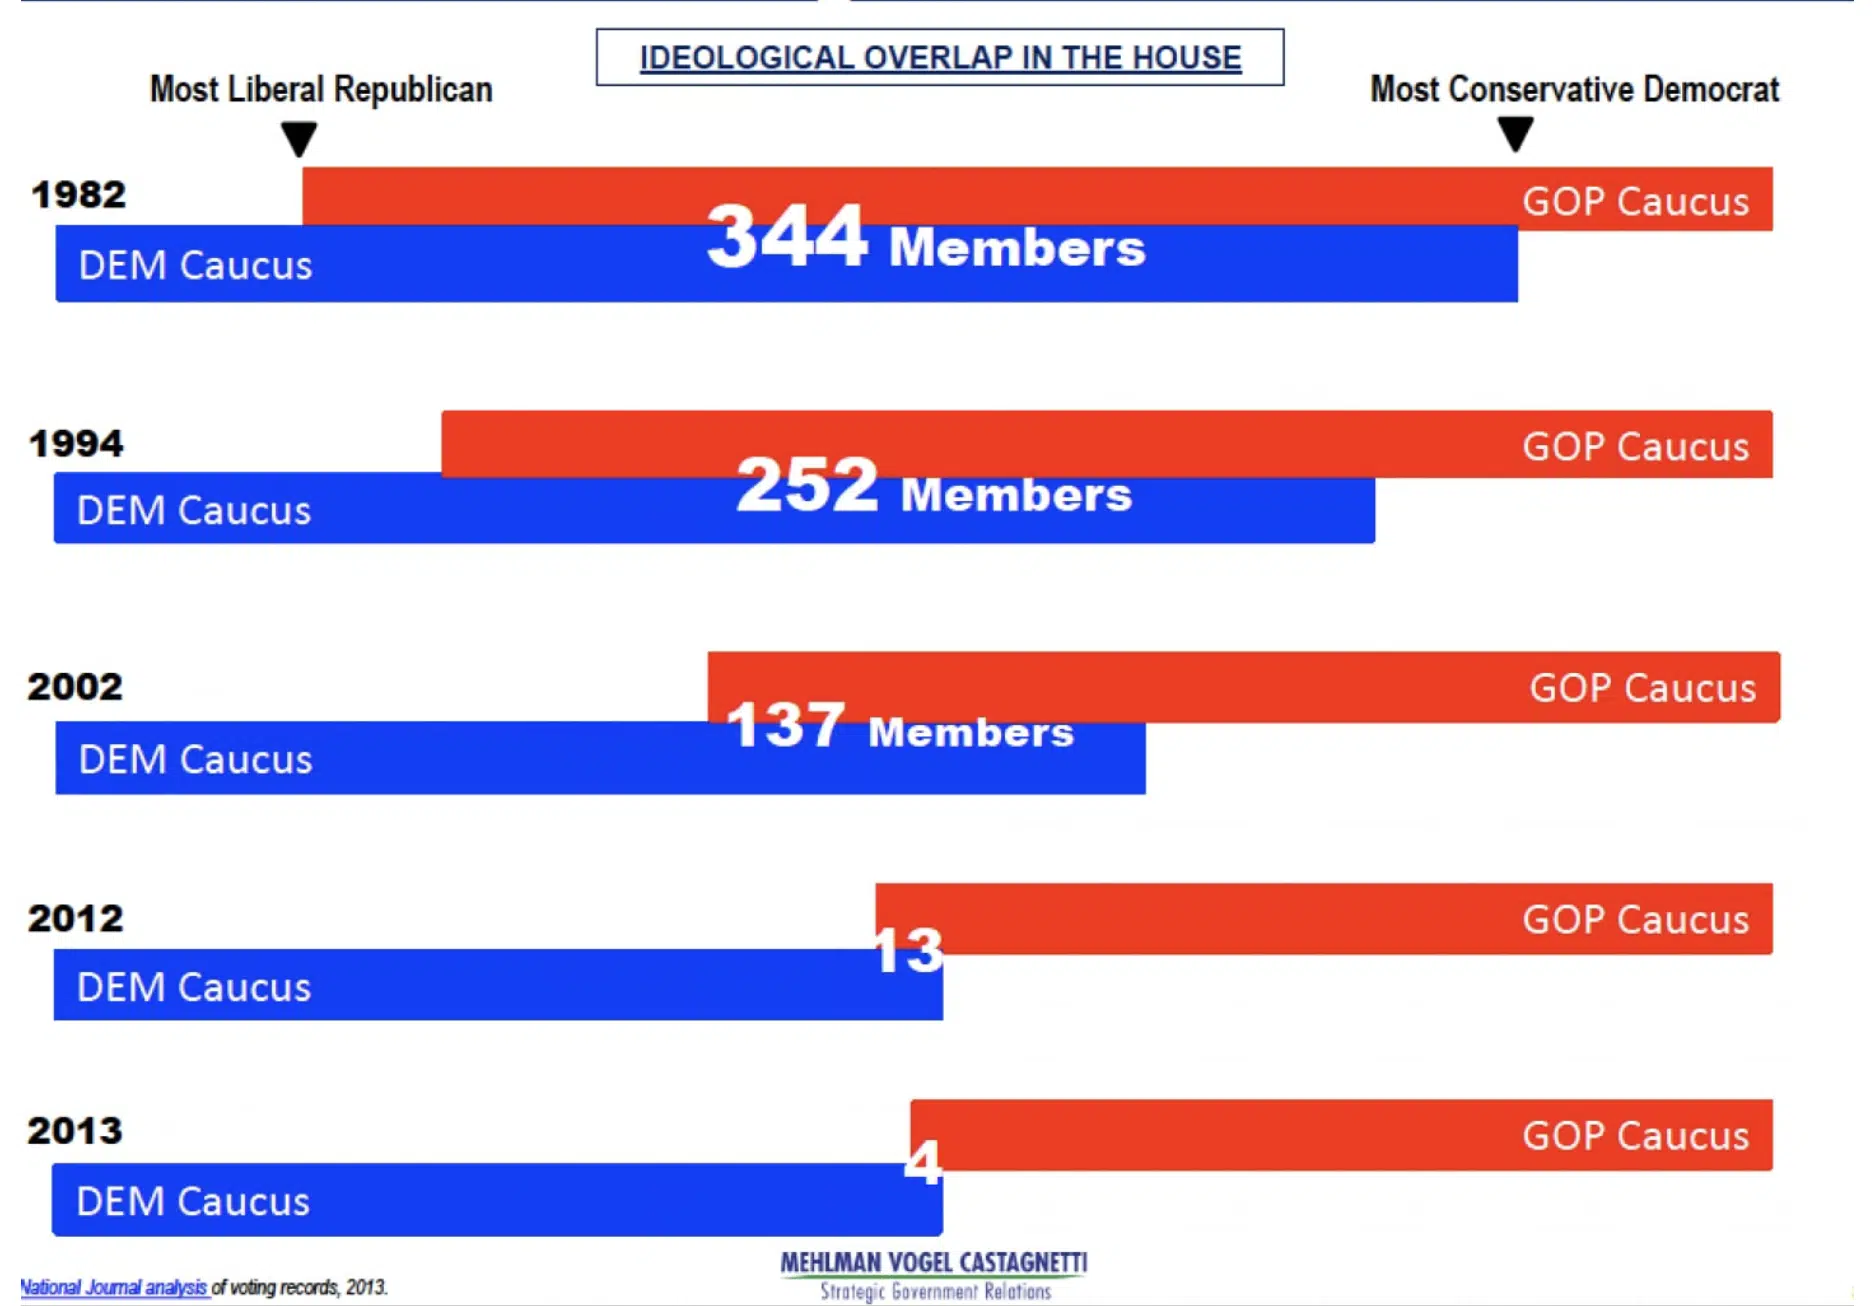 IDEOLOGICAL OVERLAP IN THE HOUSE
Most Liberal Republican
Most Conservative Democrat
1982
GOP Caucus
344 Members
DEM Caucus
1994
GOP Caucus
252 Members
DEM Caucus
2002
GOP Caucus
137 Members
DEM Caucus
2012
GOP Caucus
13
DEM Caucus
2013
GOP Caucus
4
DEM Caucus
MEHLMAN VOGEL CASTAGNETTI
Strategic Government Relations
National Journal analysis of voting records, 2013.